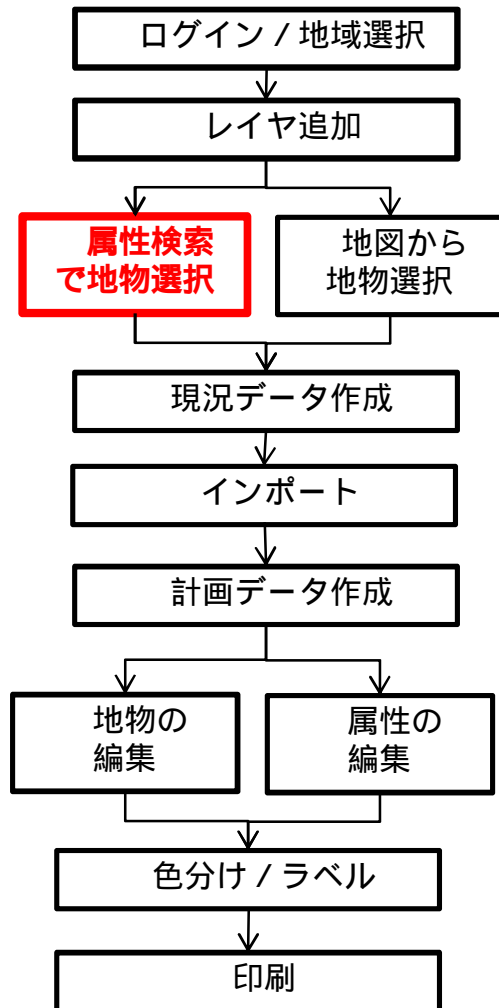 ログイン / 地域選択
レイヤ追加
属性検索
で地物選択
地図から
地物選択
現況データ作成
インポート
計画データ作成
地物の
編集
属性の
編集
色分け / ラベル
印刷